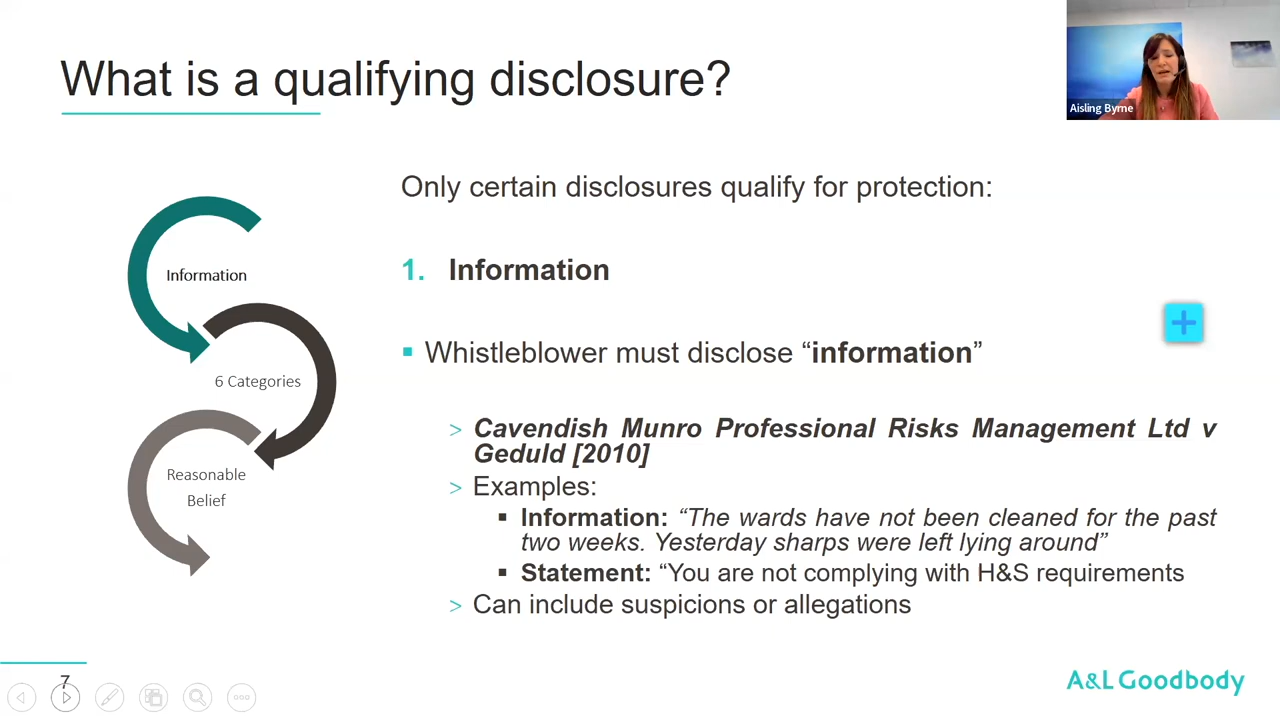 What is a qualifying disclosure?
Aisling Byrne
Only certain disclosures qualify for protection:
Information
6 Categories
Reasonable
Belief
1. Information
▪ Whistleblower must disclose “information”
> Cavendish Munro Professional Risks Management Ltd v
Geduld [2010]
> Examples:
▪ Information: “The wards have not been cleaned for the past
two weeks. Yesterday sharps were left lying around”
▪ Statement: “You are not complying with H&S requirements
> Can include suspicions or allegations
7
A&L Goodbody